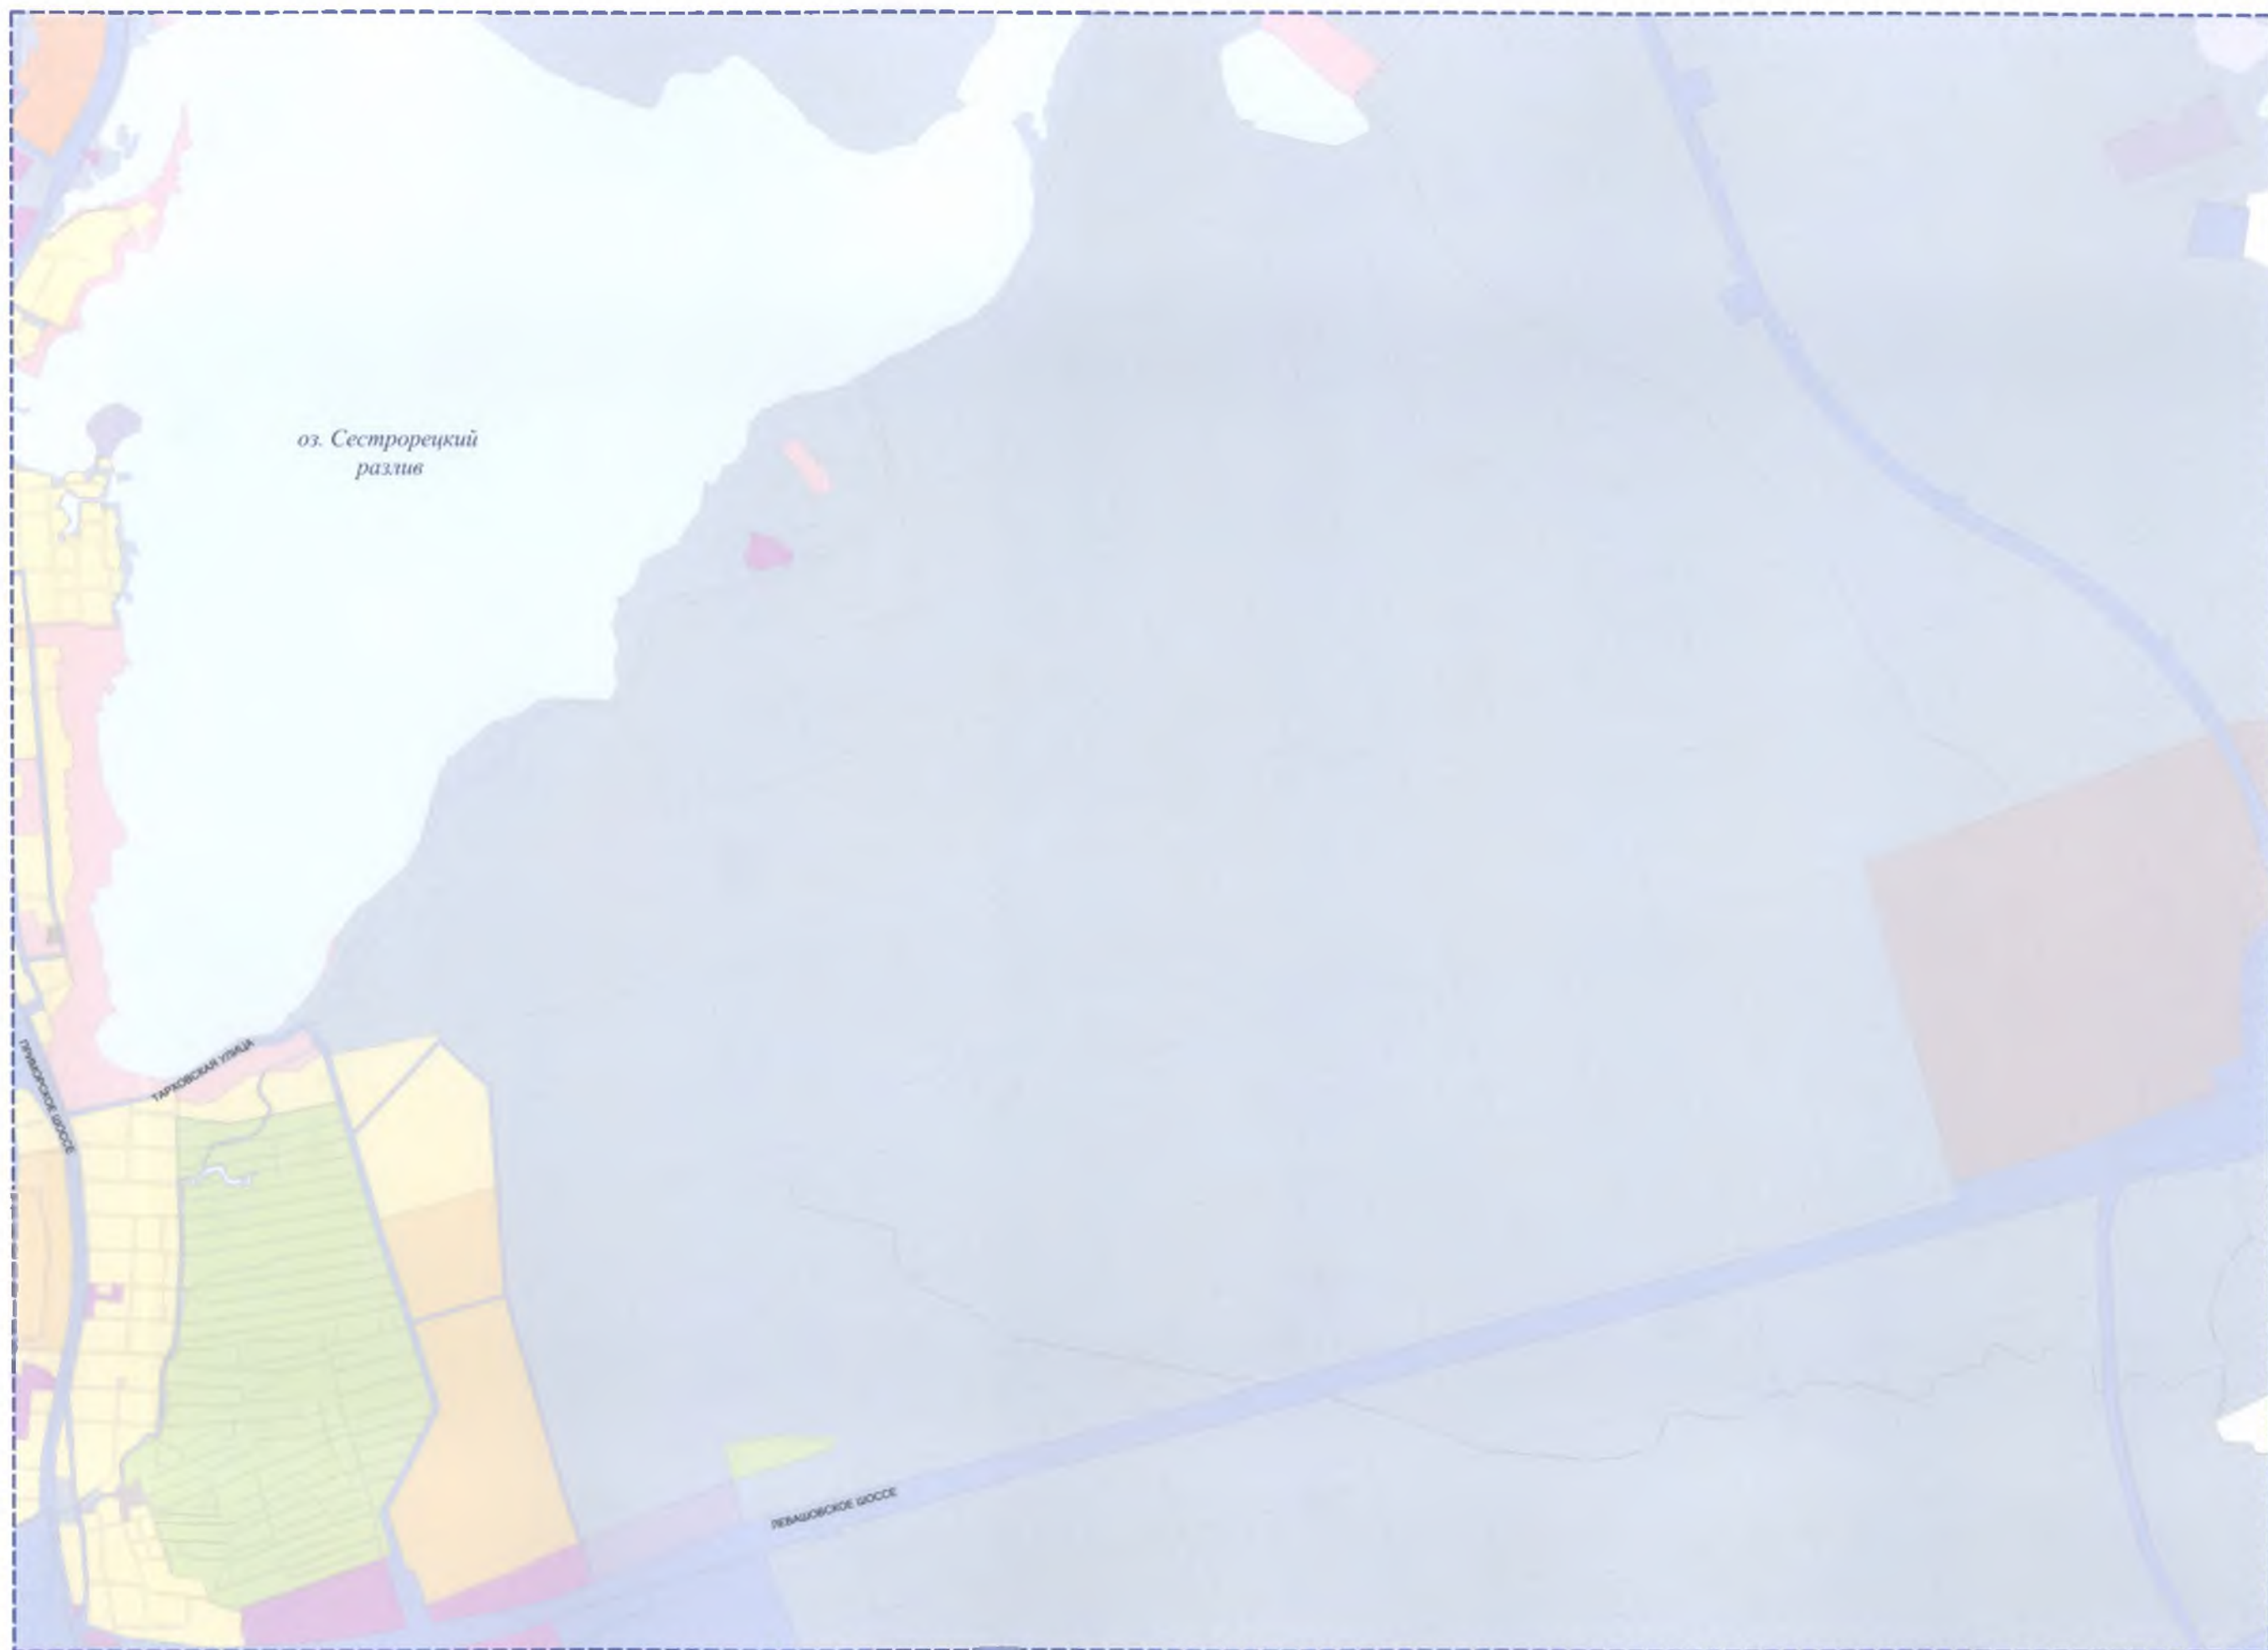 оз. Сестрорецкий
разлив
ТАРХОВСКАЯ УЛИЦА
ПРИМОРСКОЕ ШОССЕ
ЛЕВАШОВСКОЕ ШОССЕ